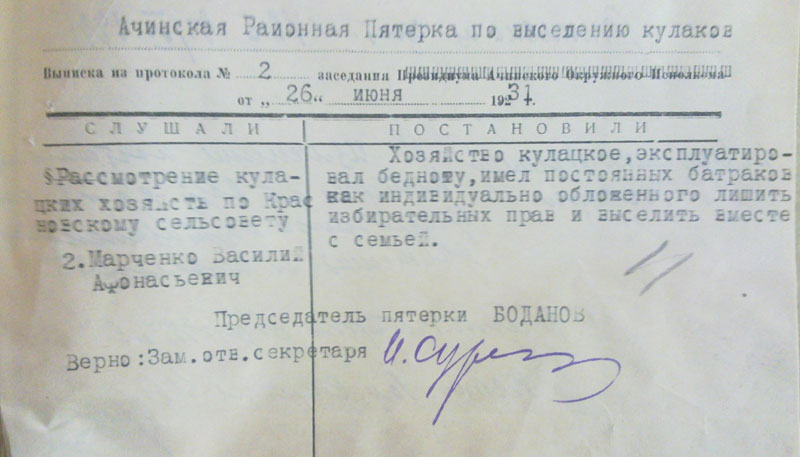 Ачинская Районная Пятерка по выселению кулаков
Выписка из протокола № 2 заседания Президиума Ачинского Окружного Исполкома
от „ 26 “ июня 1931.
СЛУШАЛИ
§Рассмотрение кула-
цких хозяйств по Крас
новскому сельсовету
2.Марченко Василий
Афонасьевич
ПОСТАНОВИЛИ
Хозяйство кулацкое,эксплуатиро-
вал бедноту,имел постоянных батраков
как индивидуально обложенного лишить
избирательных прав и выселить вместе
с семьей.
Председатель пятерки БОДАНОВ
Верно:Зам.отв.секретаря